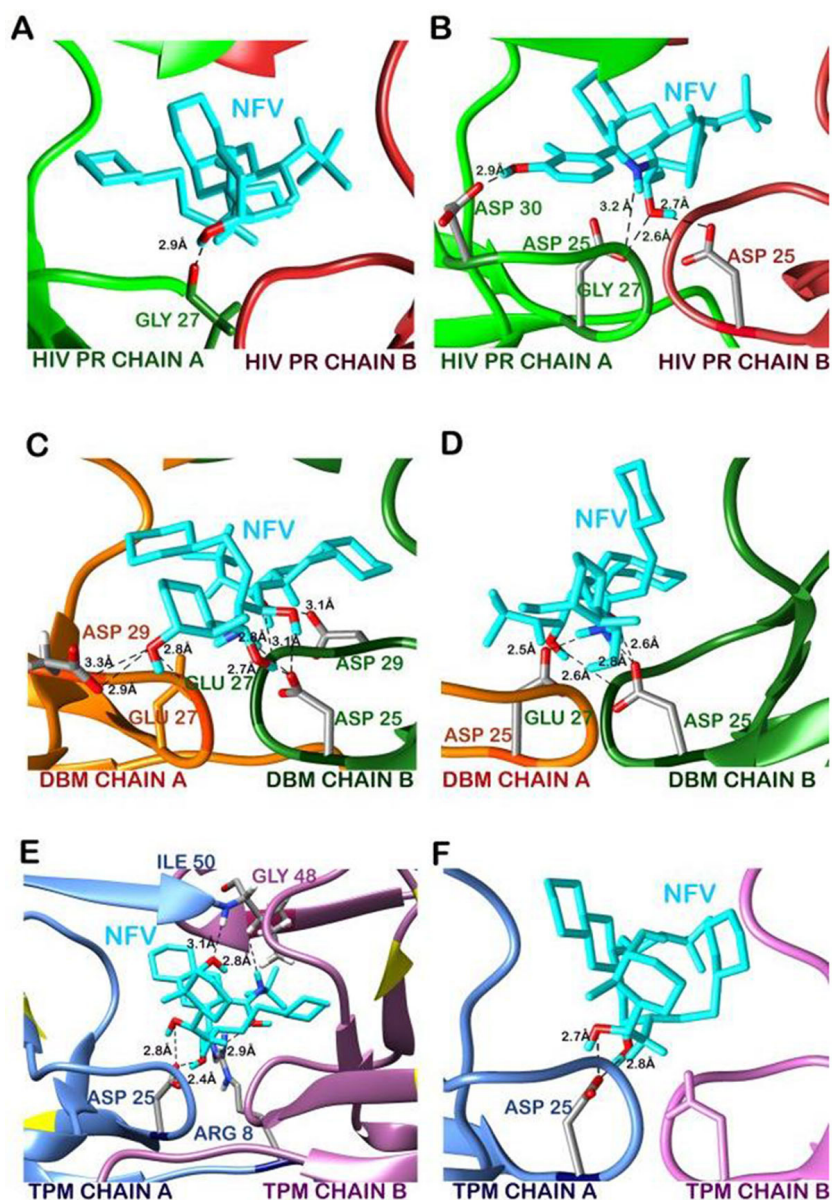 A
NFV
2.9Å
GLY 27
HIV PR CHAIN A HIV PR CHAIN B
B
NFV
2.9Å
ASP 30
3.2 Å 2.7Å
ASP 25 2.6Å ASP 25
GLY 27
HIV PR CHAIN A HIV PR CHAIN B
C
NFV
3.1Å
ASP 29 2.8Å 3.1Å
3.3Å 2.8Å 2.7Å ASP 29
2.9Å GLU 27
GLU 27 ASP 25
DBM CHAIN A DBM CHAIN B
D
NFV
2.5Å 2.6Å
2.6Å 2.8Å
GLU 27
ASP 25 ASP 25
DBM CHAIN A DBM CHAIN B
E
ILE 50
GLY 48
NFV
3.1Å
2.8Å
2.8Å 2.9Å
2.4Å
ASP 25
ARG 8
TPM CHAIN A TPM CHAIN B
F
NFV
2.7Å
2.8Å
ASP 25
TPM CHAIN A TPM CHAIN B